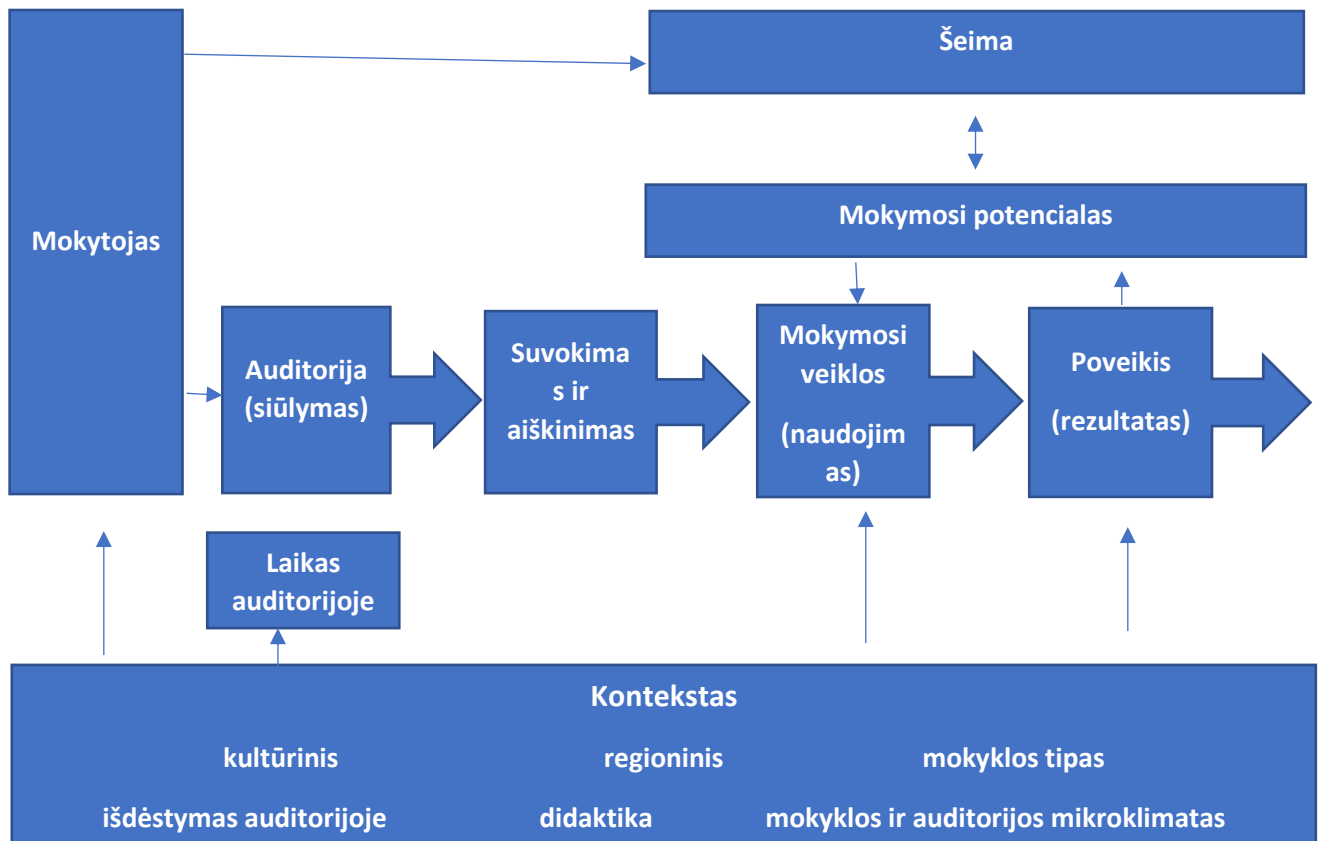 Šeima
Mokymosi potencialas
Mokytojas
Auditorija
(siūlymas)
Suvokima
s ir
aiškinimas
Mokymosi
veiklos
(naudojim
as)
Poveikis
(rezultatas)
Laikas
auditorijoje
Kontekstas
kultūrinis regioninis mokyklos tipas
išdėstymas auditorijoje didaktika mokyklos ir auditorijos mikroklimatas